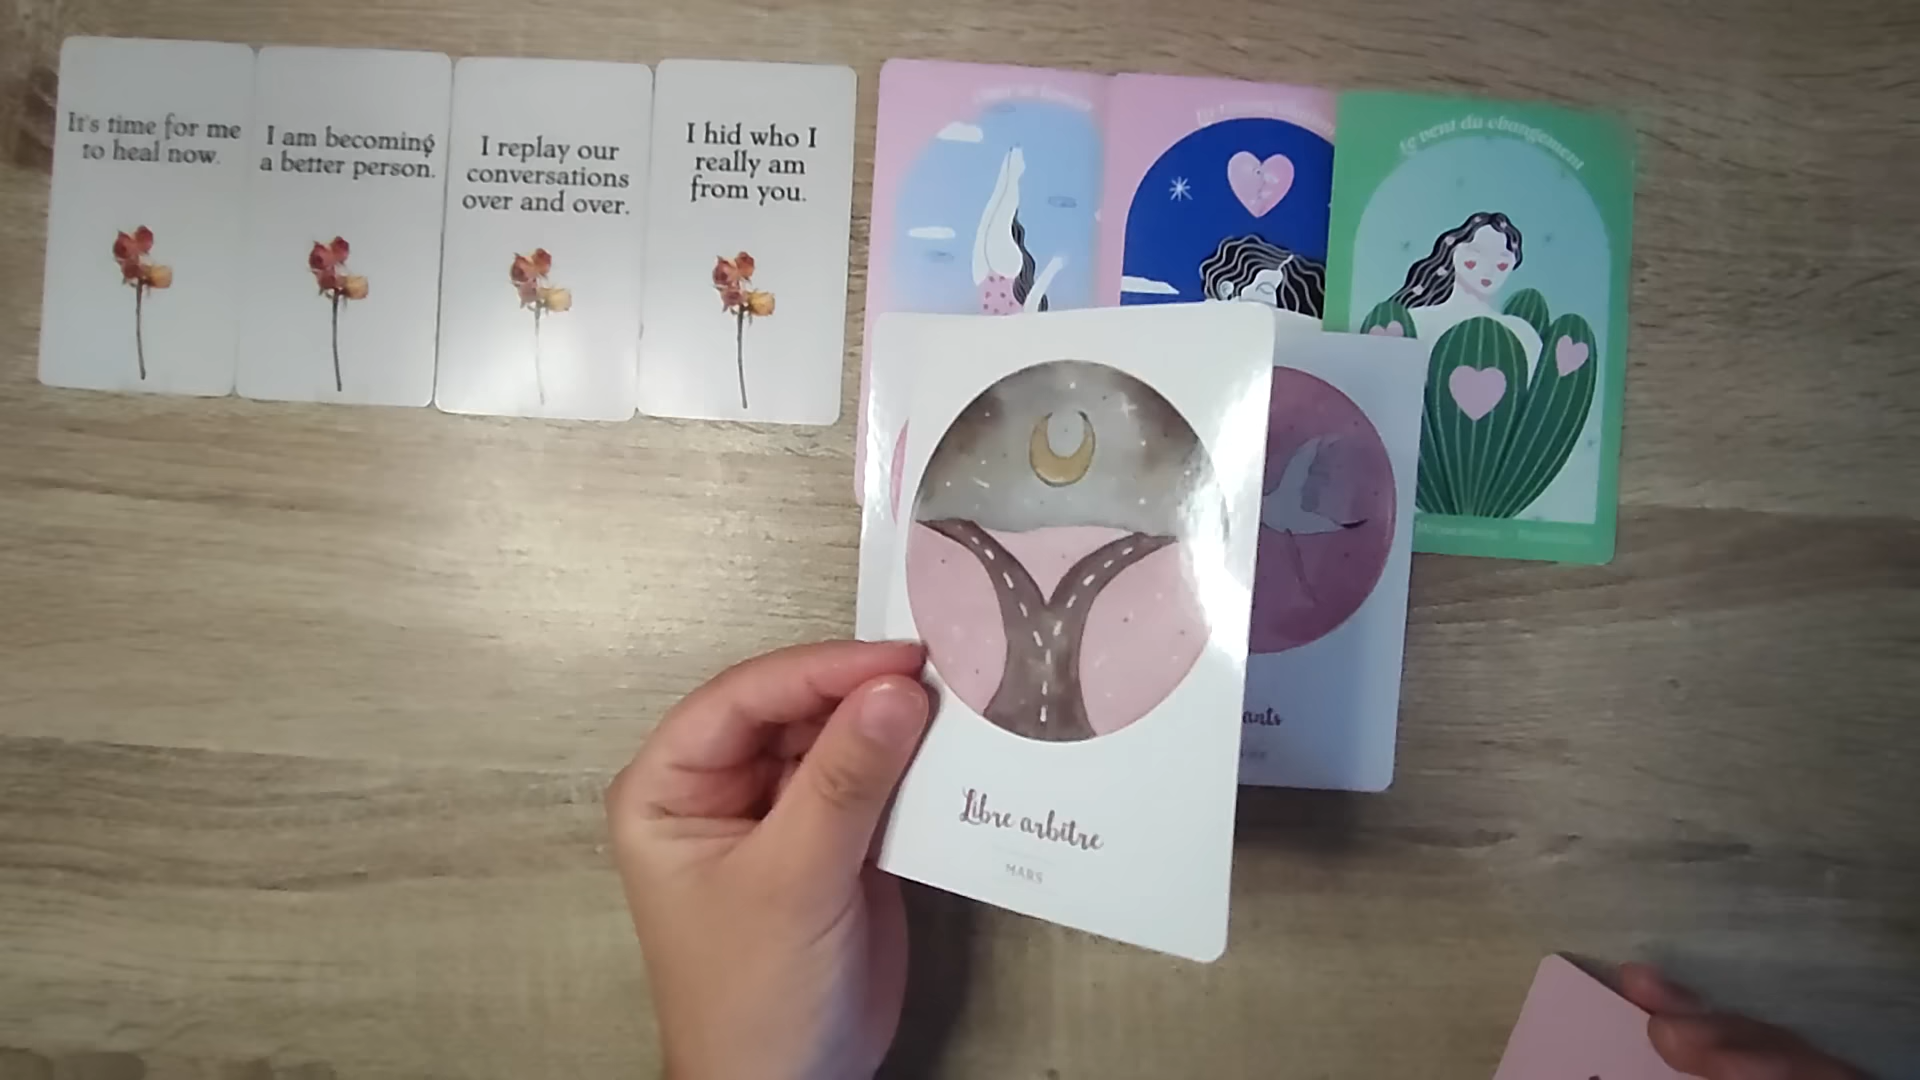 It's time for me
to heal now.
I am becoming
a better person.
I replay our
conversations
over and over.
I hid who I
really am
from you.
Le vent du changement
Libre arbitre
MARS
ants